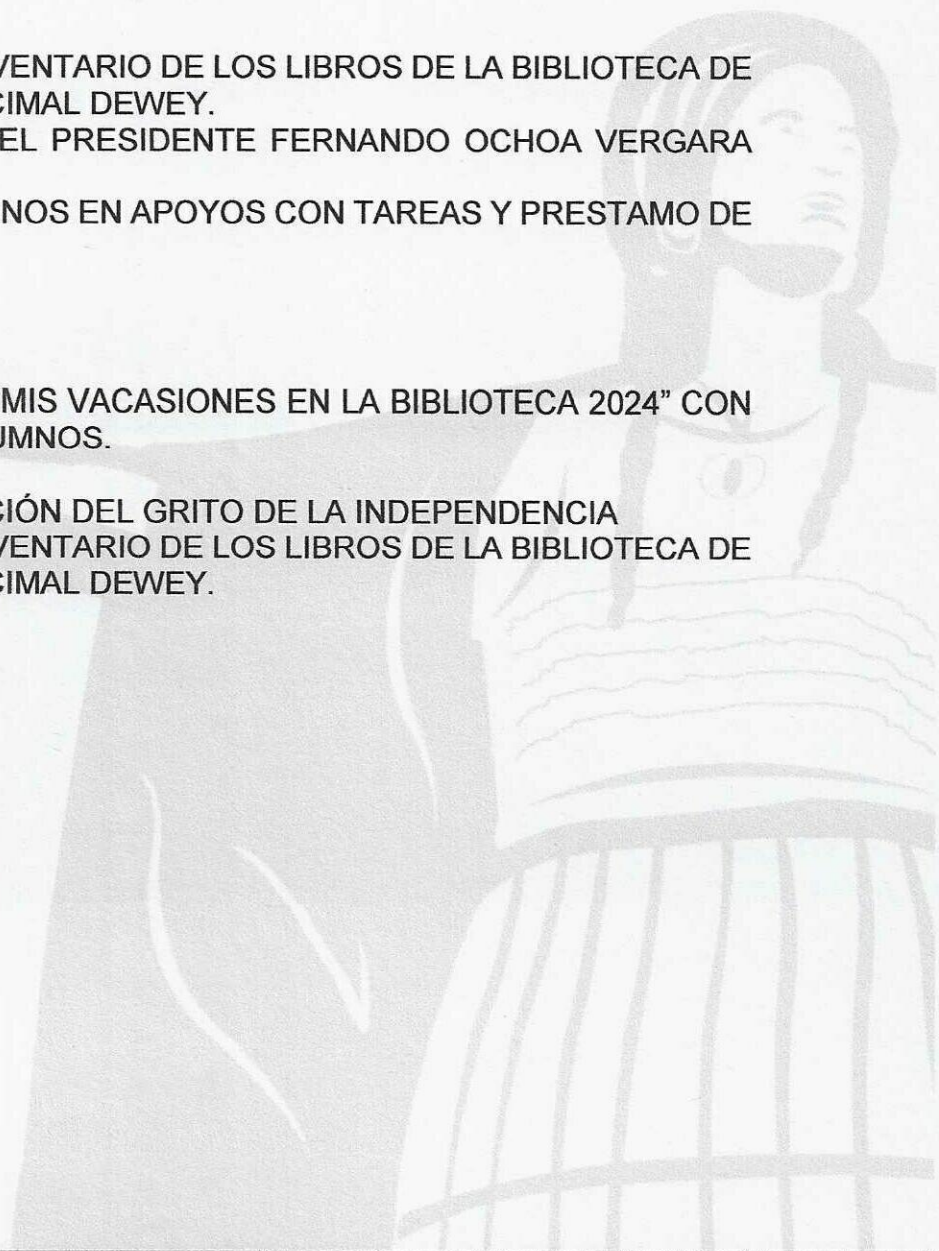 VENTARIO DE LOS LIBROS DE LA BIBLIOTECA DE
CIMAL DEWEY.
EL PRESIDENTE FERNANDO OCHOA VERGARA
NOS EN APOYOS CON TAREAS Y PRESTAMO DE
MIS VACASIONES EN LA BIBLIOTECA 2024” CON
UMNOS.
CIÓN DEL GRITO DE LA INDEPENDENCIA
VENTARIO DE LOS LIBROS DE LA BIBLIOTECA DE
CIMAL DEWEY.